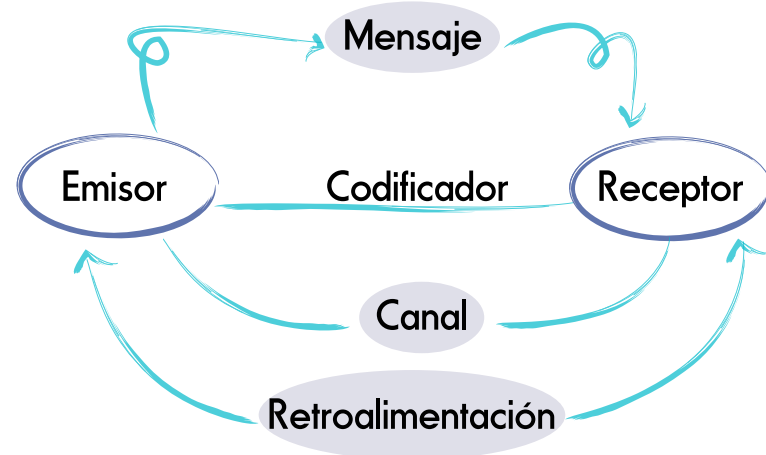 Mensaje
Emisor
Codificador
Receptor
Canal
Retroalimentación